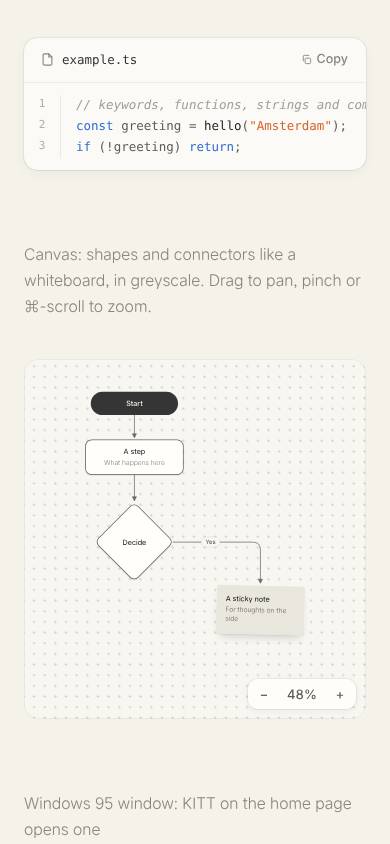 example.ts
Copy
1 // keywords, functions, strings and com
2 const greeting = hello("Amsterdam");
3 if (!greeting) return;
Canvas: shapes and connectors like a
whiteboard, in greyscale. Drag to pan, pinch or
⌘-scroll to zoom.
Start
A step
What happens here
Decide
Yes
A sticky note
For thoughts on the
side
− 48% +
Windows 95 window: KITT on the home page
opens one